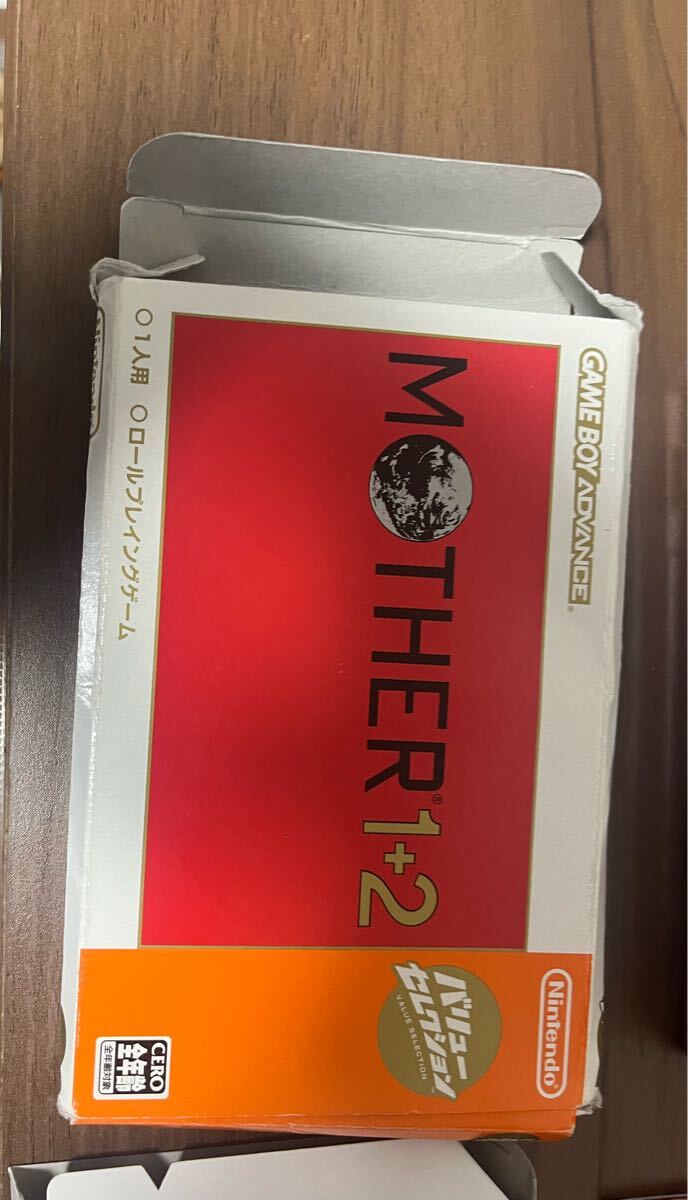 GAME BOY ADVANCE®
MOTHER®1+2
○1人用 ○ロールプレイングゲーム
Nintendo
Nintendo®
バリュー
セレクション
VALUE SELECTION
CERO
全年齢
全年齢対象